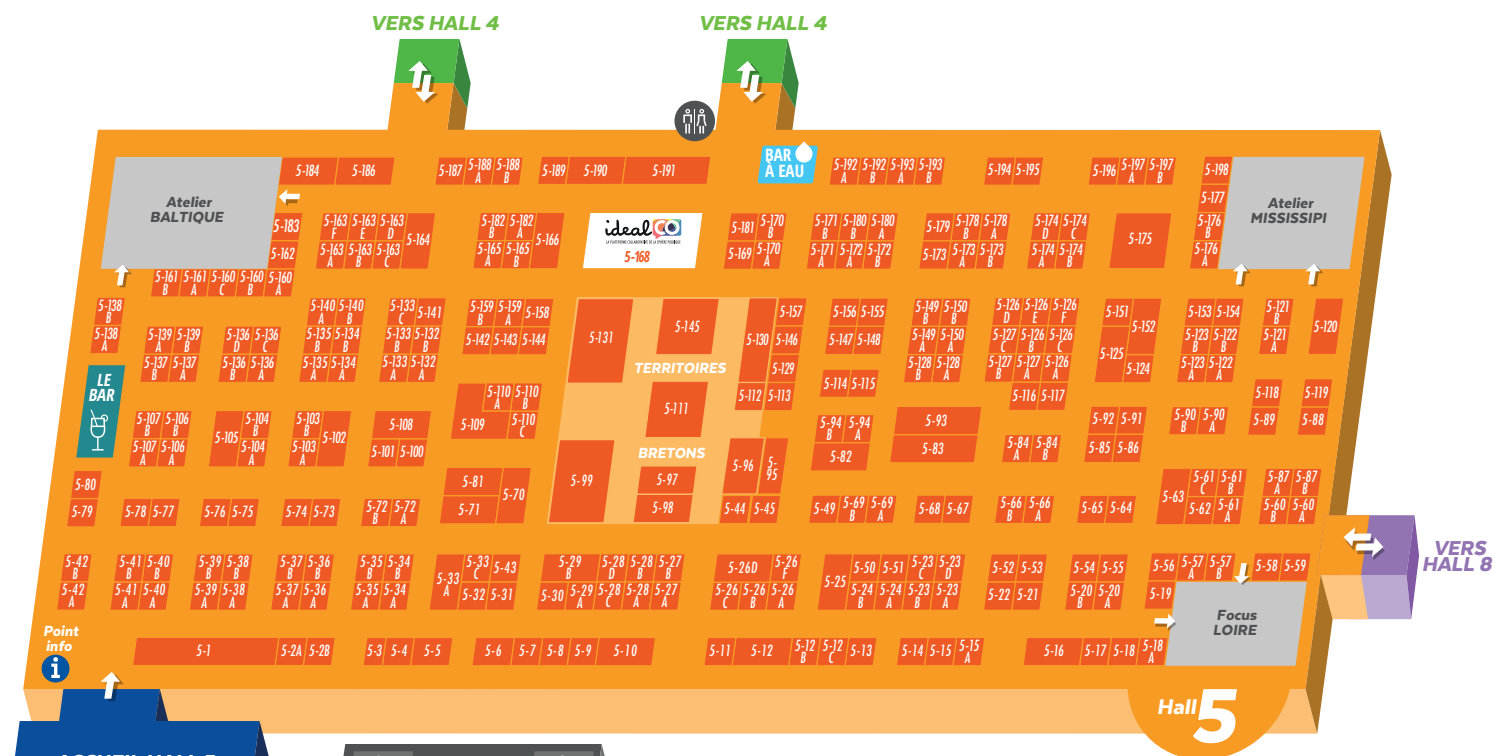 VERS HALL 4
VERS HALL 4
BAR
À EAU
5-184 5-186 5-187 5-188 A 5-188 B 5-189 5-190 5-191 5-192 A 5-192 B 5-193 A 5-193 B 5-194 5-195 5-196 5-197 A 5-197 B 5-198
5-177
Atelier
BALTIQUE
Atelier
MISSISSIPI
5-183 5-163 F 5-163 E 5-163 D 5-164 5-182 B 5-182 A 5-166 5-181 5-170 B 5-171 B 5-180 B 5-180 A 5-179 5-178 B 5-178 A 5-174 D 5-174 C 5-175 5-176 B
ideal CO
LA PLATEFORME COLLABORATIVE DE LA SPHÈRE PUBLIQUE
5-168
5-162 5-163 A 5-163 B 5-163 C 5-165 A 5-165 B 5-169 5-170 A 5-171 A 5-172 A 5-172 B 5-173 5-173 A 5-173 B 5-174 A 5-174 B 5-176 A
5-161 B 5-161 A 5-160 C 5-160 B 5-160 A
5-138 B 5-140 A 5-140 B 5-133 C 5-141 5-159 B 5-159 A 5-158 5-131 5-145 5-130 5-157 5-156 5-155 5-149 B 5-150 B 5-126 D 5-126 E 5-126 F 5-151 5-152 5-153 5-154 5-121 B 5-120
5-138 A 5-139 A 5-139 B 5-136 D 5-136 C 5-135 B 5-134 B 5-133 B 5-132 B 5-142 5-143 5-144 5-146 5-147 5-148 5-149 A 5-150 A 5-127 C 5-126 B 5-126 C 5-125 5-123 B 5-122 B 5-121 A
5-137 B 5-137 A 5-136 B 5-136 A 5-135 A 5-134 A 5-133 A 5-132 A 5-129 5-128 B 5-128 A 5-127 B 5-127 A 5-126 A 5-124 5-123 A 5-122 A
TERRITOIRES
LE
BAR
5-110 A 5-110 B 5-112 5-113 5-114 5-115 5-116 5-117 5-118 5-119
5-107 B 5-106 B 5-105 5-104 B 5-103 B 5-102 5-108 5-109 5-110 C 5-111 5-94 B 5-94 A 5-93 5-92 5-91 5-90 B 5-90 A 5-89 5-88
5-107 A 5-106 A 5-104 A 5-103 A 5-101 5-100 5-82 5-83 5-84 A 5-84 B 5-85 5-86
BRETONS
5-80 5-81 5-70 5-99 5-97 5-96 5-95 5-63 5-61 C 5-61 B 5-87 A 5-87 B
5-79 5-78 5-77 5-76 5-75 5-74 5-73 5-72 B 5-72 A 5-71 5-98 5-44 5-45 5-49 5-69 B 5-69 A 5-68 5-67 5-66 B 5-66 A 5-65 5-64 5-62 5-61 A 5-60 B 5-60 A
VERS
HALL 8
5-42 B 5-41 B 5-40 B 5-39 B 5-38 B 5-37 B 5-36 B 5-35 B 5-34 B 5-33 A 5-33 C 5-43 5-29 B 5-28 D 5-28 B 5-27 B 5-26D 5-26 F 5-25 5-50 5-51 5-23 C 5-23 D 5-52 5-53 5-54 5-55 5-56 5-57 A 5-57 B 5-58 5-59
5-42 A 5-41 A 5-40 A 5-39 A 5-38 A 5-37 A 5-36 A 5-35 A 5-34 A 5-32 5-31 5-30 5-29 A 5-28 C 5-28 A 5-27 A 5-26 C 5-26 B 5-26 A 5-24 B 5-24 A 5-23 B 5-23 A 5-22 5-21 5-20 B 5-20 A 5-19
Focus
LOIRE
Point
info
i
5-1 5-2A 5-2B 5-3 5-4 5-5 5-6 5-7 5-8 5-9 5-10 5-11 5-12 5-12 B 5-12 C 5-13 5-14 5-15 5-15 A 5-16 5-17 5-18 5-18 A
Hall 5
ACCUEIL HALL 5